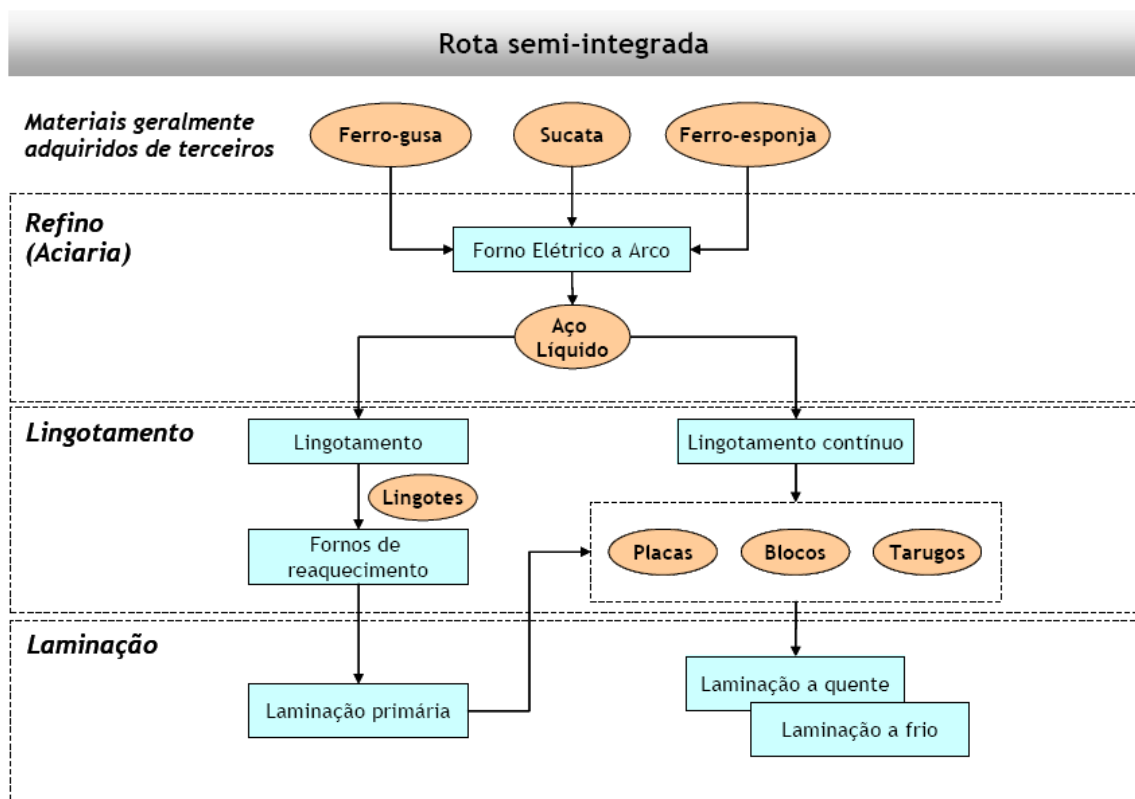 Rota semi-integrada
Materiais geralmente
adquiridos de terceiros
Ferro-gusa
Sucata
Ferro-esponja
Refino
(Aciaria)
Forno Elétrico a Arco
Aço
Líquido
Lingotamento
Lingotamento
Lingotamento contínuo
Lingotes
Fornos de
reaquecimento
Placas
Blocos
Tarugos
Laminação
Laminação primária
Laminação a quente
Laminação a frio